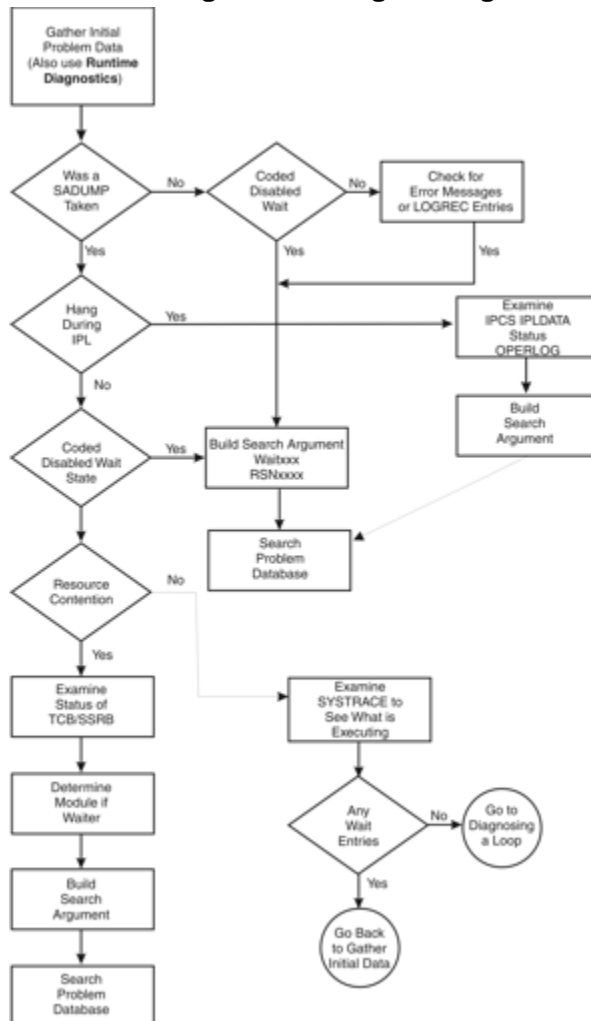 Gather Initial
Problem Data
(Also use Runtime
Diagnostics)
Was a
SADUMP
Taken
No
Coded
Disabled
Wait
No
Check for
Error Messages
or LOGREC Entries
Yes
Yes
Yes
Hang
During
IPL
Yes
Examine
IPCS IPLDATA
Status
OPERLOG
No
Build
Search
Argument
Coded
Disabled Wait
State
Yes
Build Search Argument
Waitxxx
RSNxxxx
Search
Problem
Database
Resource
Contention
No
Yes
Examine
Status of
TCB/SSRB
Examine
SYSTRACE to
See What is
Executing
Determine
Module if
Waiter
Any
Wait
Entries
No
Go to
Diagnosing
a Loop
Yes
Build
Search
Argument
Go Back
to Gather
Initial Data
Search
Problem
Database